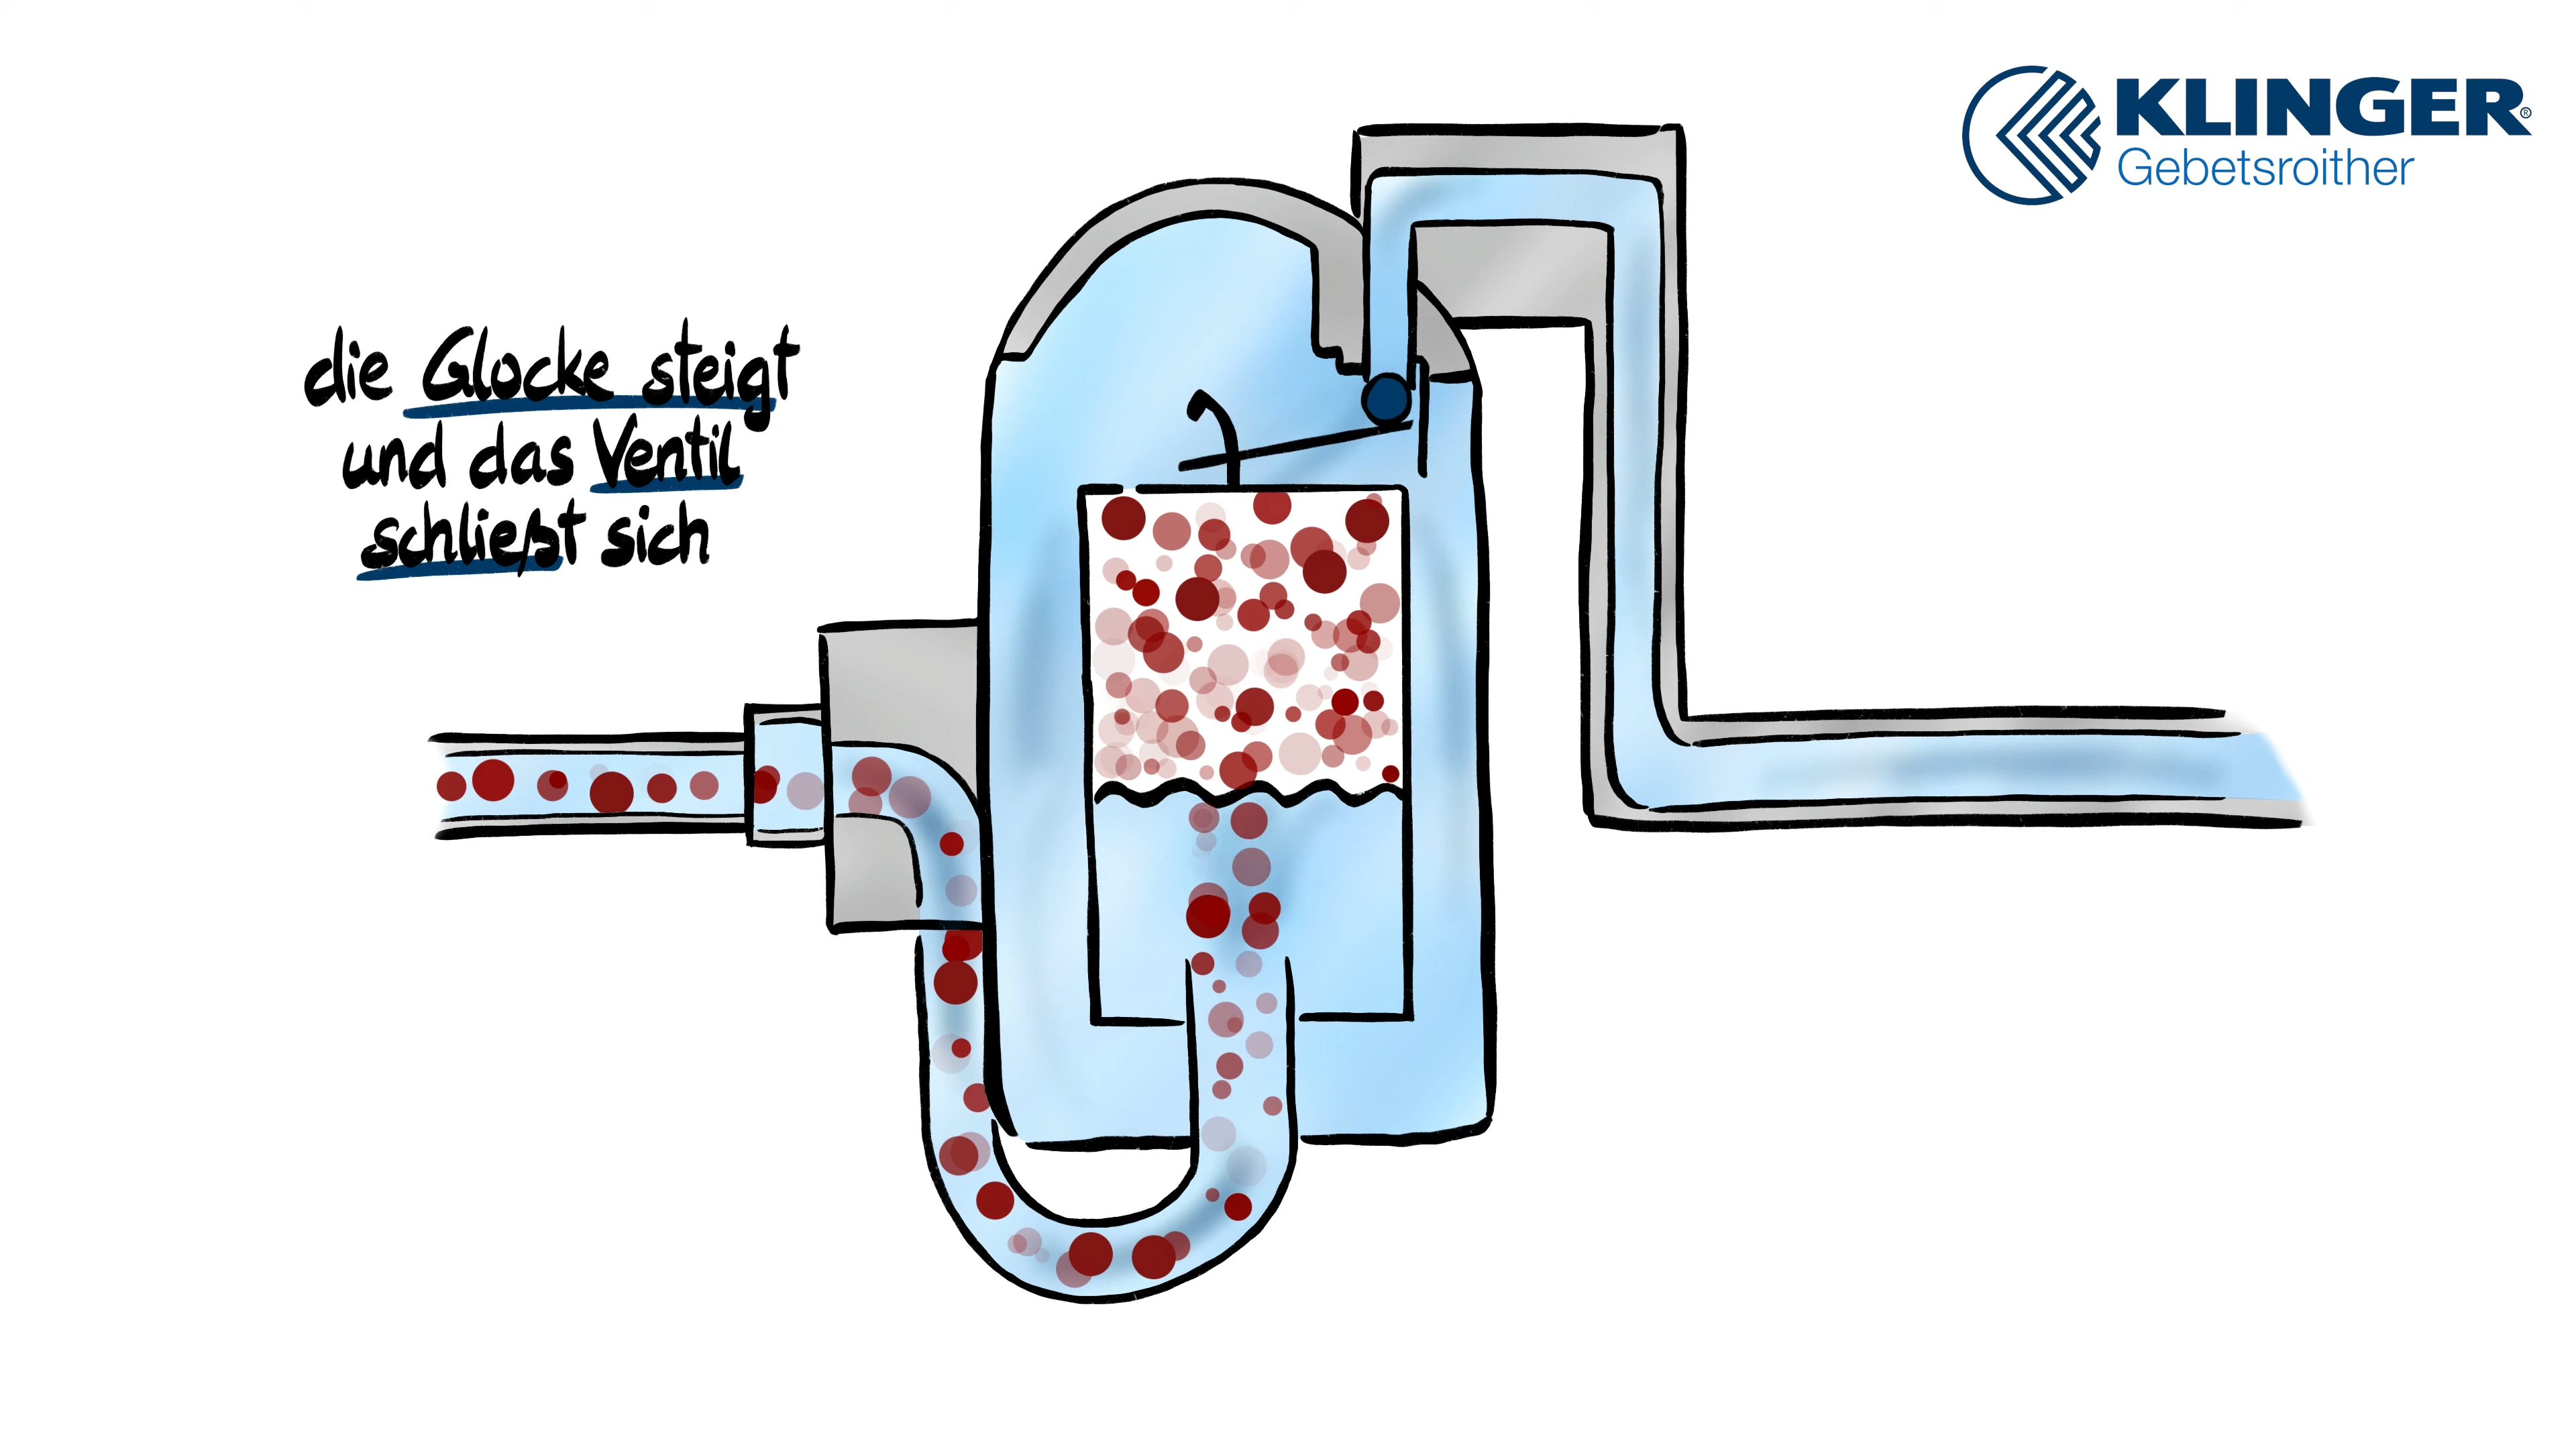 KLINGER®
Gebetsroither
die Glocke steigt
und das Ventil
schließt sich